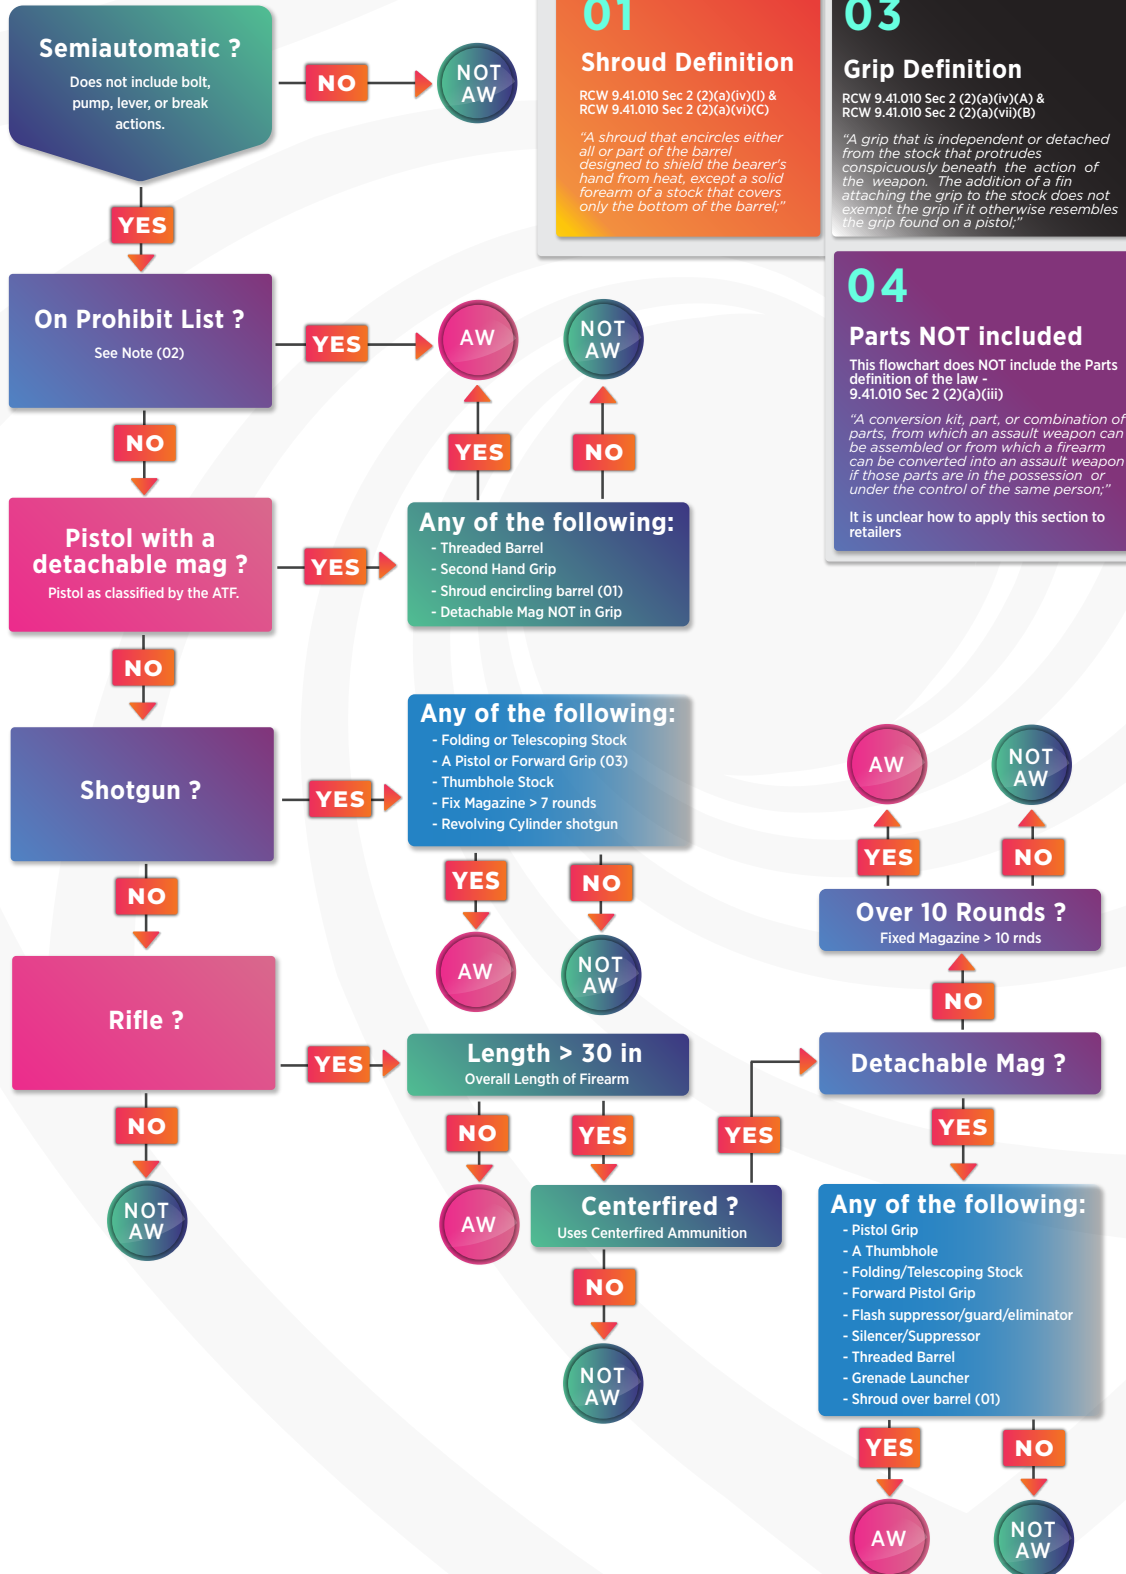 Semiautomatic ?
Does not include bolt,
pump, lever, or break
actions.
NO
NOT
AW
YES
On Prohibit List ?
See Note (02)
YES
AW
NOT
AW
NO
YES
NO
Pistol with a
detachable mag ?
Pistol as classified by the ATF.
YES
Any of the following:
- Threaded Barrel
- Second Hand Grip
- Shroud encircling barrel (01)
- Detachable Mag NOT in Grip
NO
Shotgun ?
YES
Any of the following:
- Folding or Telescoping Stock
- A Pistol or Forward Grip (03)
- Thumbhole Stock
- Fix Magazine > 7 rounds
- Revolving Cylinder shotgun
YES
NO
AW
NOT
AW
NO
Rifle ?
YES
Length > 30 in
Overall Length of Firearm
NO
NOT
AW
NO
YES
AW
Centerfired ?
Uses Centerfired Ammunition
NO
NOT
AW
YES
Detachable Mag ?
NO
Over 10 Rounds ?
Fixed Magazine > 10 rnds
YES
NO
AW
NOT
AW
YES
Any of the following:
- Pistol Grip
- A Thumbhole
- Folding/Telescoping Stock
- Forward Pistol Grip
- Flash suppressor/guard/eliminator
- Silencer/Suppressor
- Threaded Barrel
- Grenade Launcher
- Shroud over barrel (01)
YES
NO
AW
NOT
AW
01
Shroud Definition
RCW 9.41.010 Sec 2 (2)(a)(iv)(I) &
RCW 9.41.010 Sec 2 (2)(a)(vi)(C)
“A shroud that encircles either
all or part of the barrel
designed to shield the bearer's
hand from heat, except a solid
forearm of a stock that covers
only the bottom of the barrel;”
03
Grip Definition
RCW 9.41.010 Sec 2 (2)(a)(iv)(A) &
RCW 9.41.010 Sec 2 (2)(a)(vii)(B)
“A grip that is independent or detached
from the stock that protrudes
conspicuously beneath the action of
the weapon. The addition of a fin
attaching the grip to the stock does not
exempt the grip if it otherwise resembles
the grip found on a pistol;”
04
Parts NOT included
This flowchart does NOT include the Parts
definition of the law -
9.41.010 Sec 2 (2)(a)(iii)
“A conversion kit, part, or combination of
parts, from which an assault weapon can
be assembled or from which a firearm
can be converted into an assault weapon
if those parts are in the possession or
under the control of the same person;”
It is unclear how to apply this section to
retailers